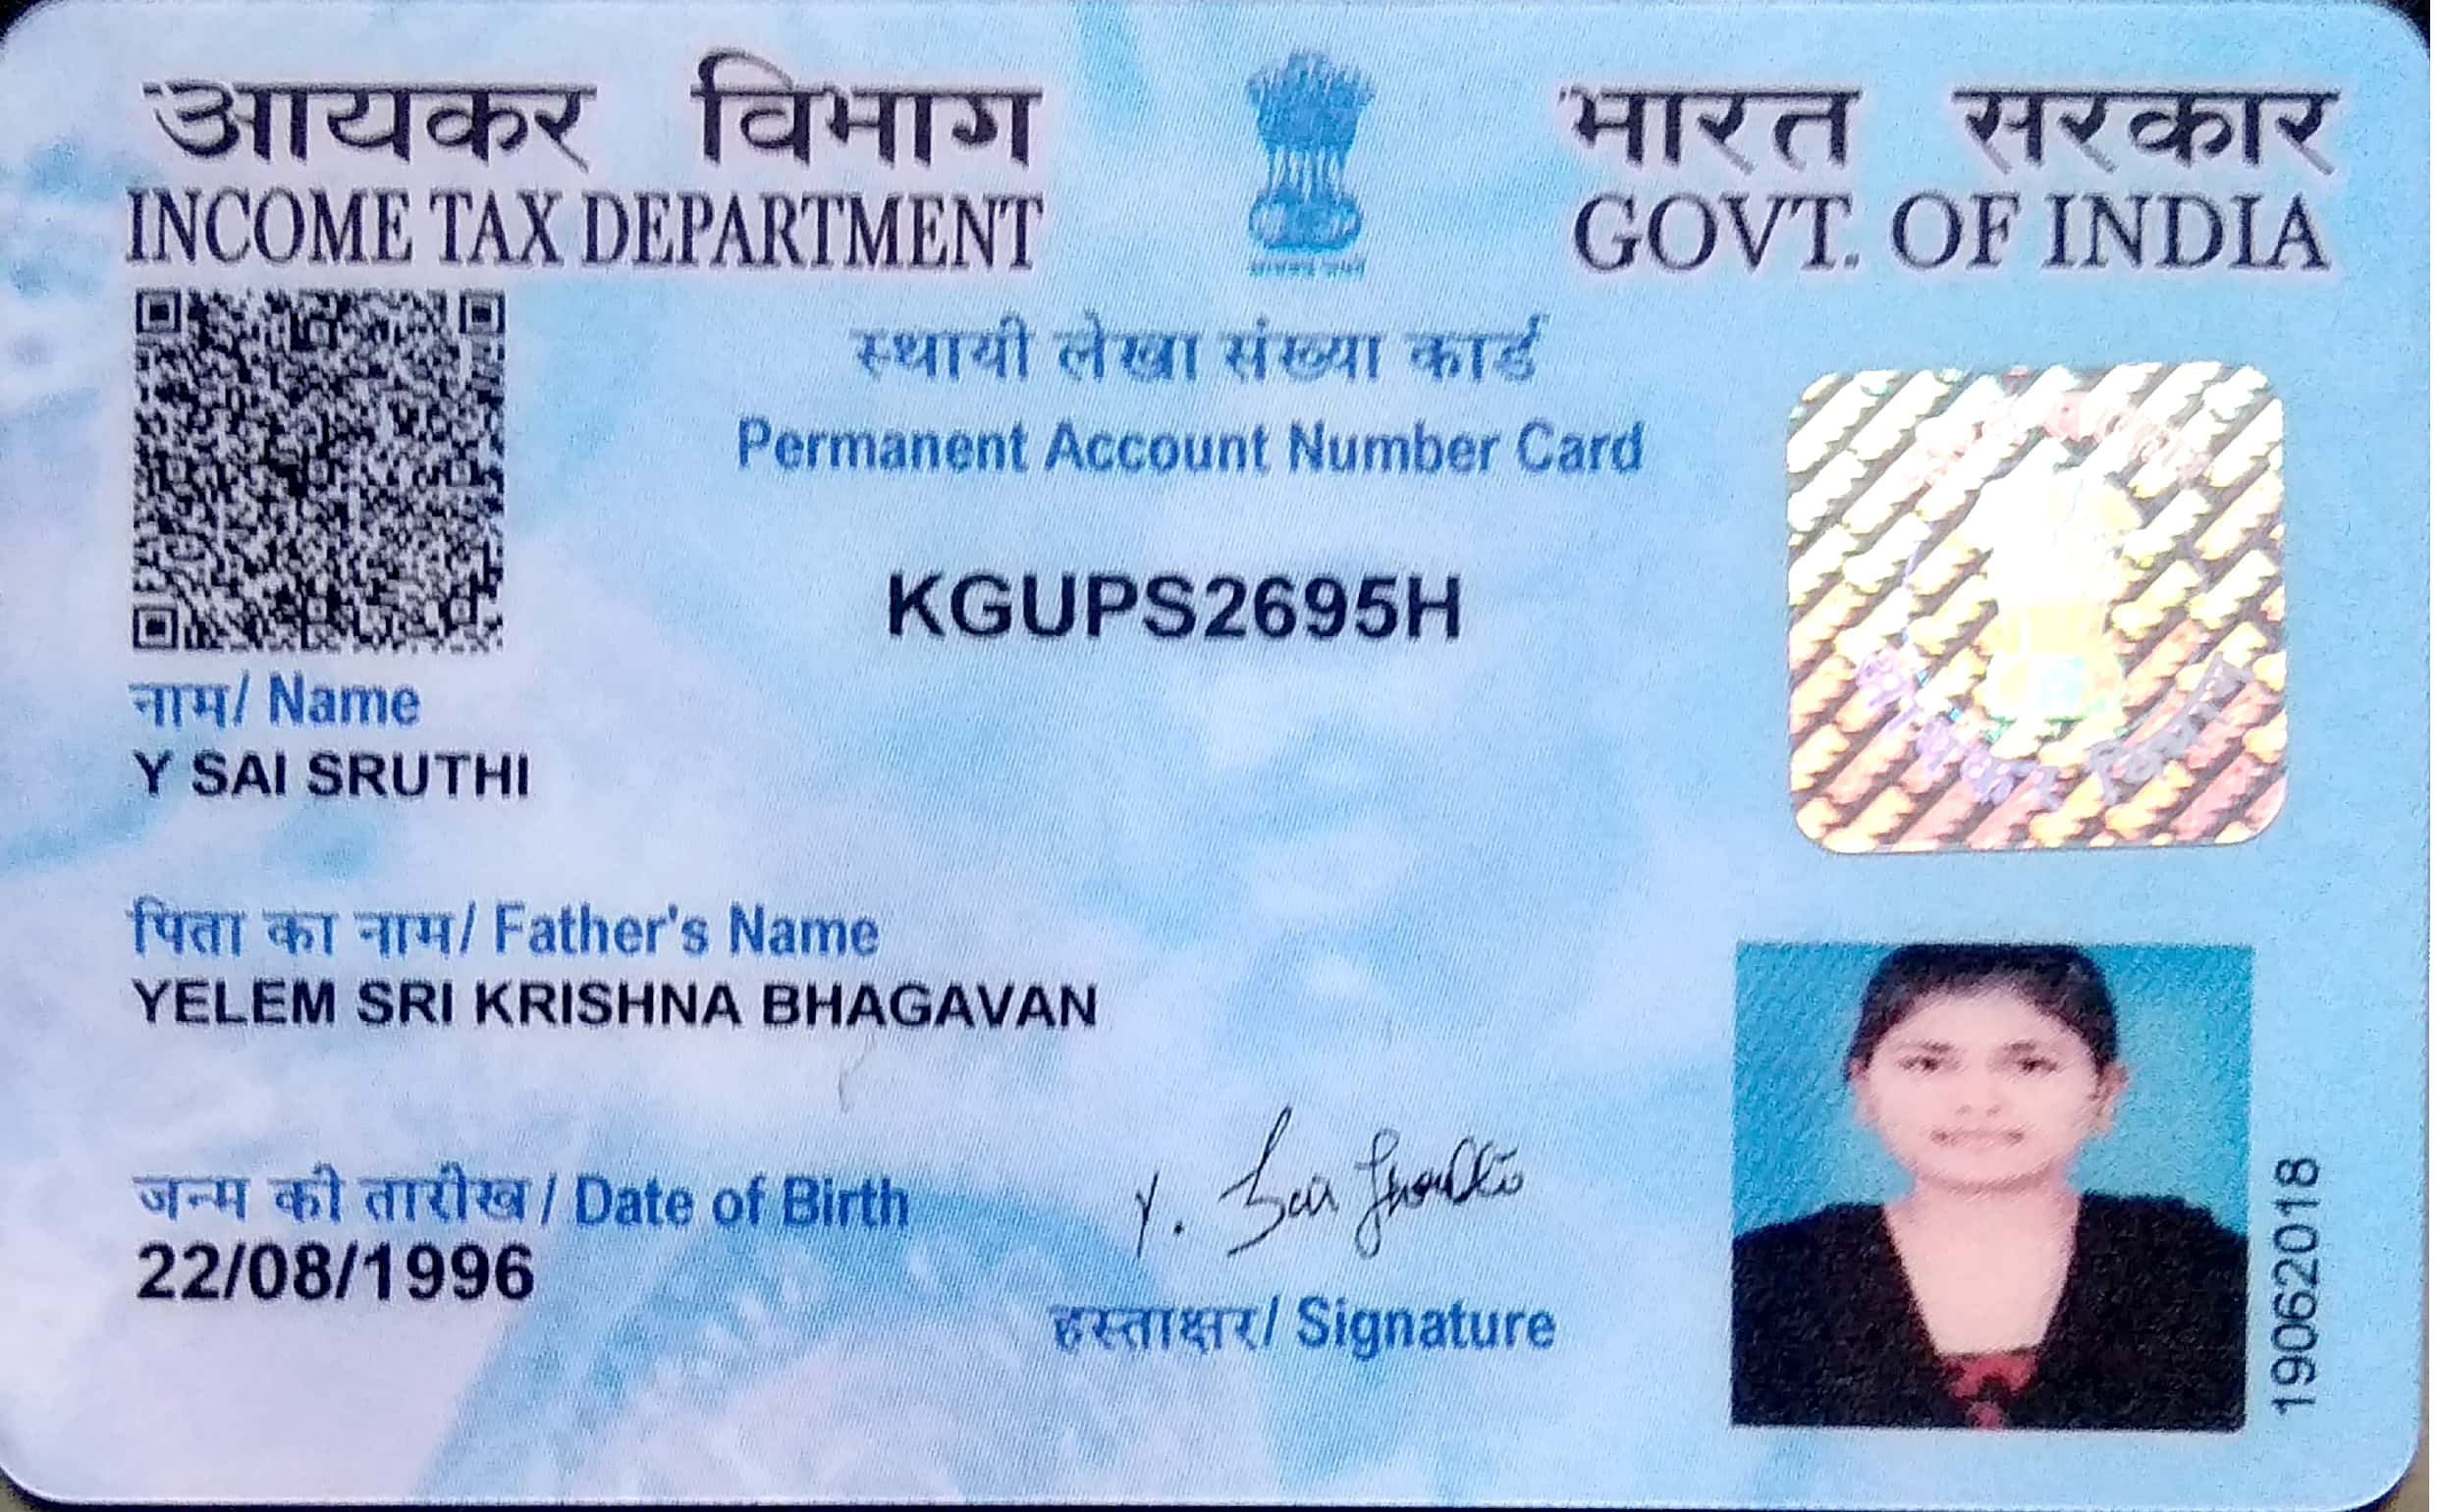 आयकर विभाग
INCOME TAX DEPARTMENT
भारत सरकार
GOVT. OF INDIA
स्थायी लेखा संख्या कार्ड
Permanent Account Number Card
KGUPS2695H
नाम/ Name
Y SAI SRUTHI
पिता का नाम/ Father's Name
YELEM SRI KRISHNA BHAGAVAN
जन्म की तारीख/ Date of Birth
22/08/1996
Y. Sai
हस्ताक्षर/ Signature
19062018